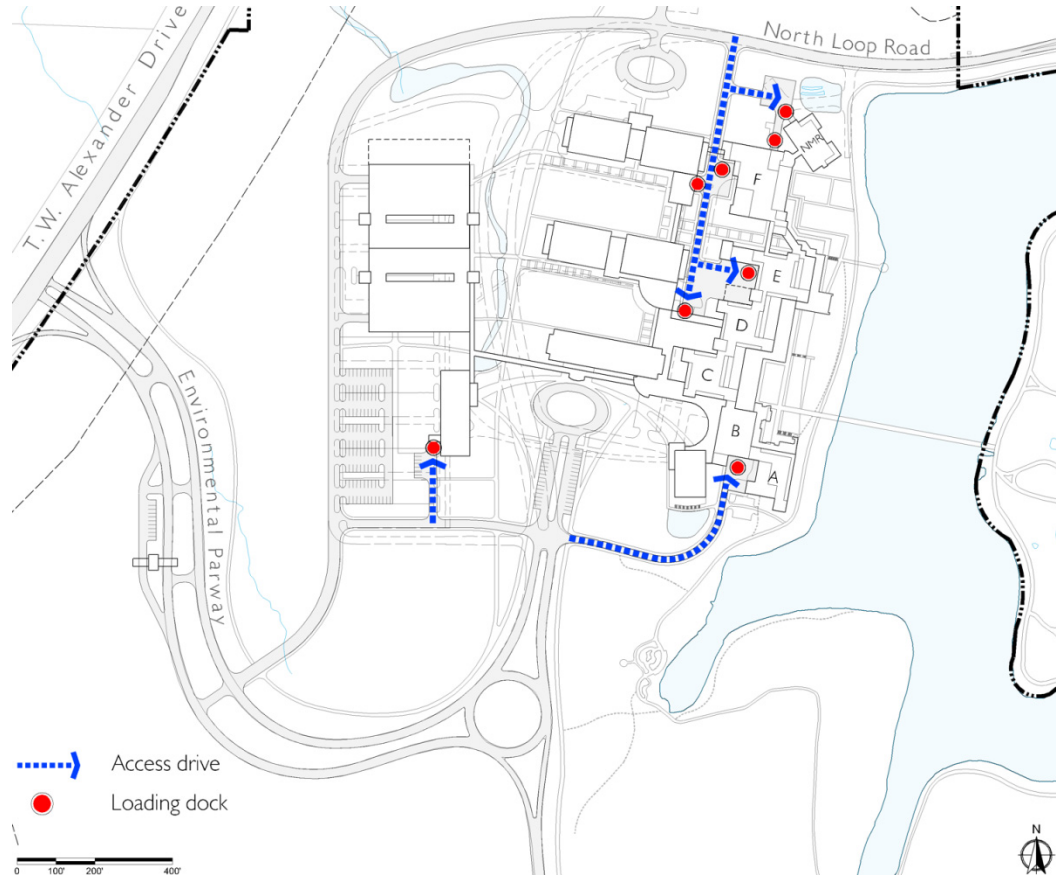 North Loop Road
T.W. Alexander Drive
NMR
F
E
D
C
B
A
Environmental Parway
Access drive
Loading dock
N
0 100' 200' 400'